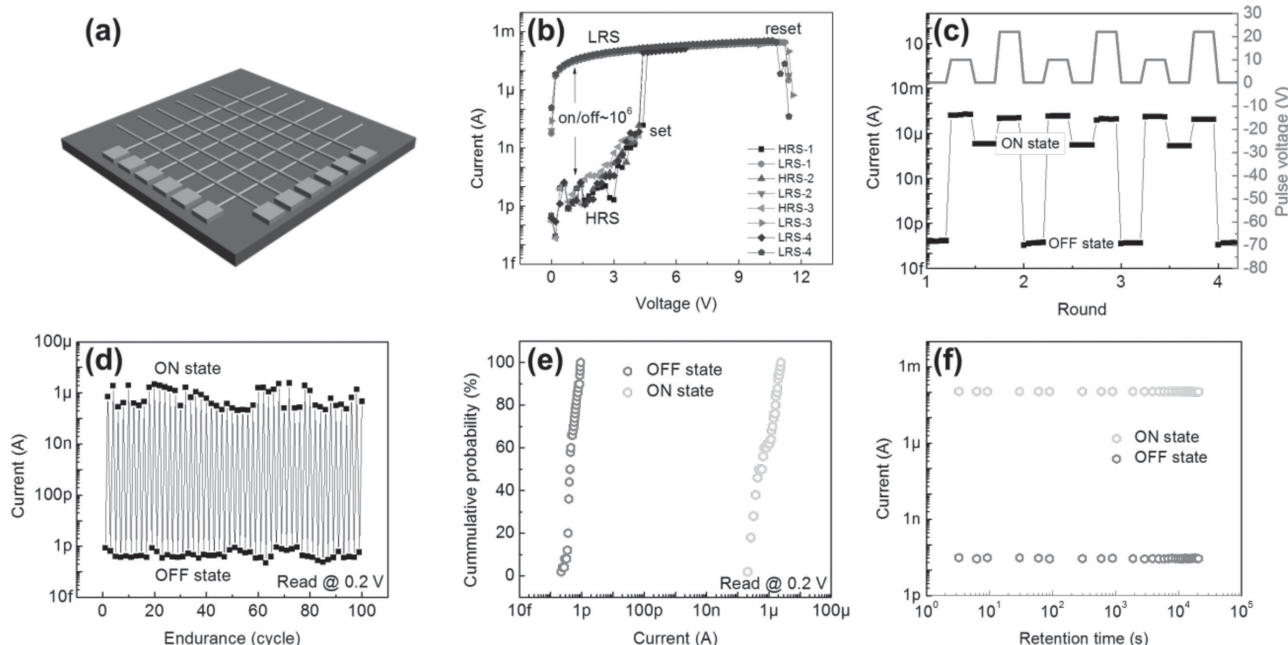 (a)
(b)
1m
1μ
1n
1p
1f
Current (A)
LRS
reset
on/off~10⁶
set
HRS
HRS-1
LRS-1
HRS-2
LRS-2
HRS-3
LRS-3
LRS-4
LRS-4
0
3
6
9
12
Voltage (V)
(c)
10
10m
10μ
10n
10p
10f
Current (A)
ON state
OFF state
30
20
10
0
-10
-20
-30
-40
-50
-60
-70
-80
Pulse voltage (V)
1
2
3
4
Round
(d)
100μ
1μ
10n
100p
1p
10f
Current (A)
ON state
OFF state
Read @ 0.2 V
0
20
40
60
80
100
Endurance (cycle)
(e)
100
80
60
40
20
0
Cummulative probability (%)
OFF state
ON state
Read @ 0.2 V
10f
1p
100p
10n
1μ
100μ
Current (A)
(f)
1m
1μ
1n
1p
Current (A)
ON state
OFF state
10⁰
10¹
10²
10³
10⁴
10⁵
Retention time (s)